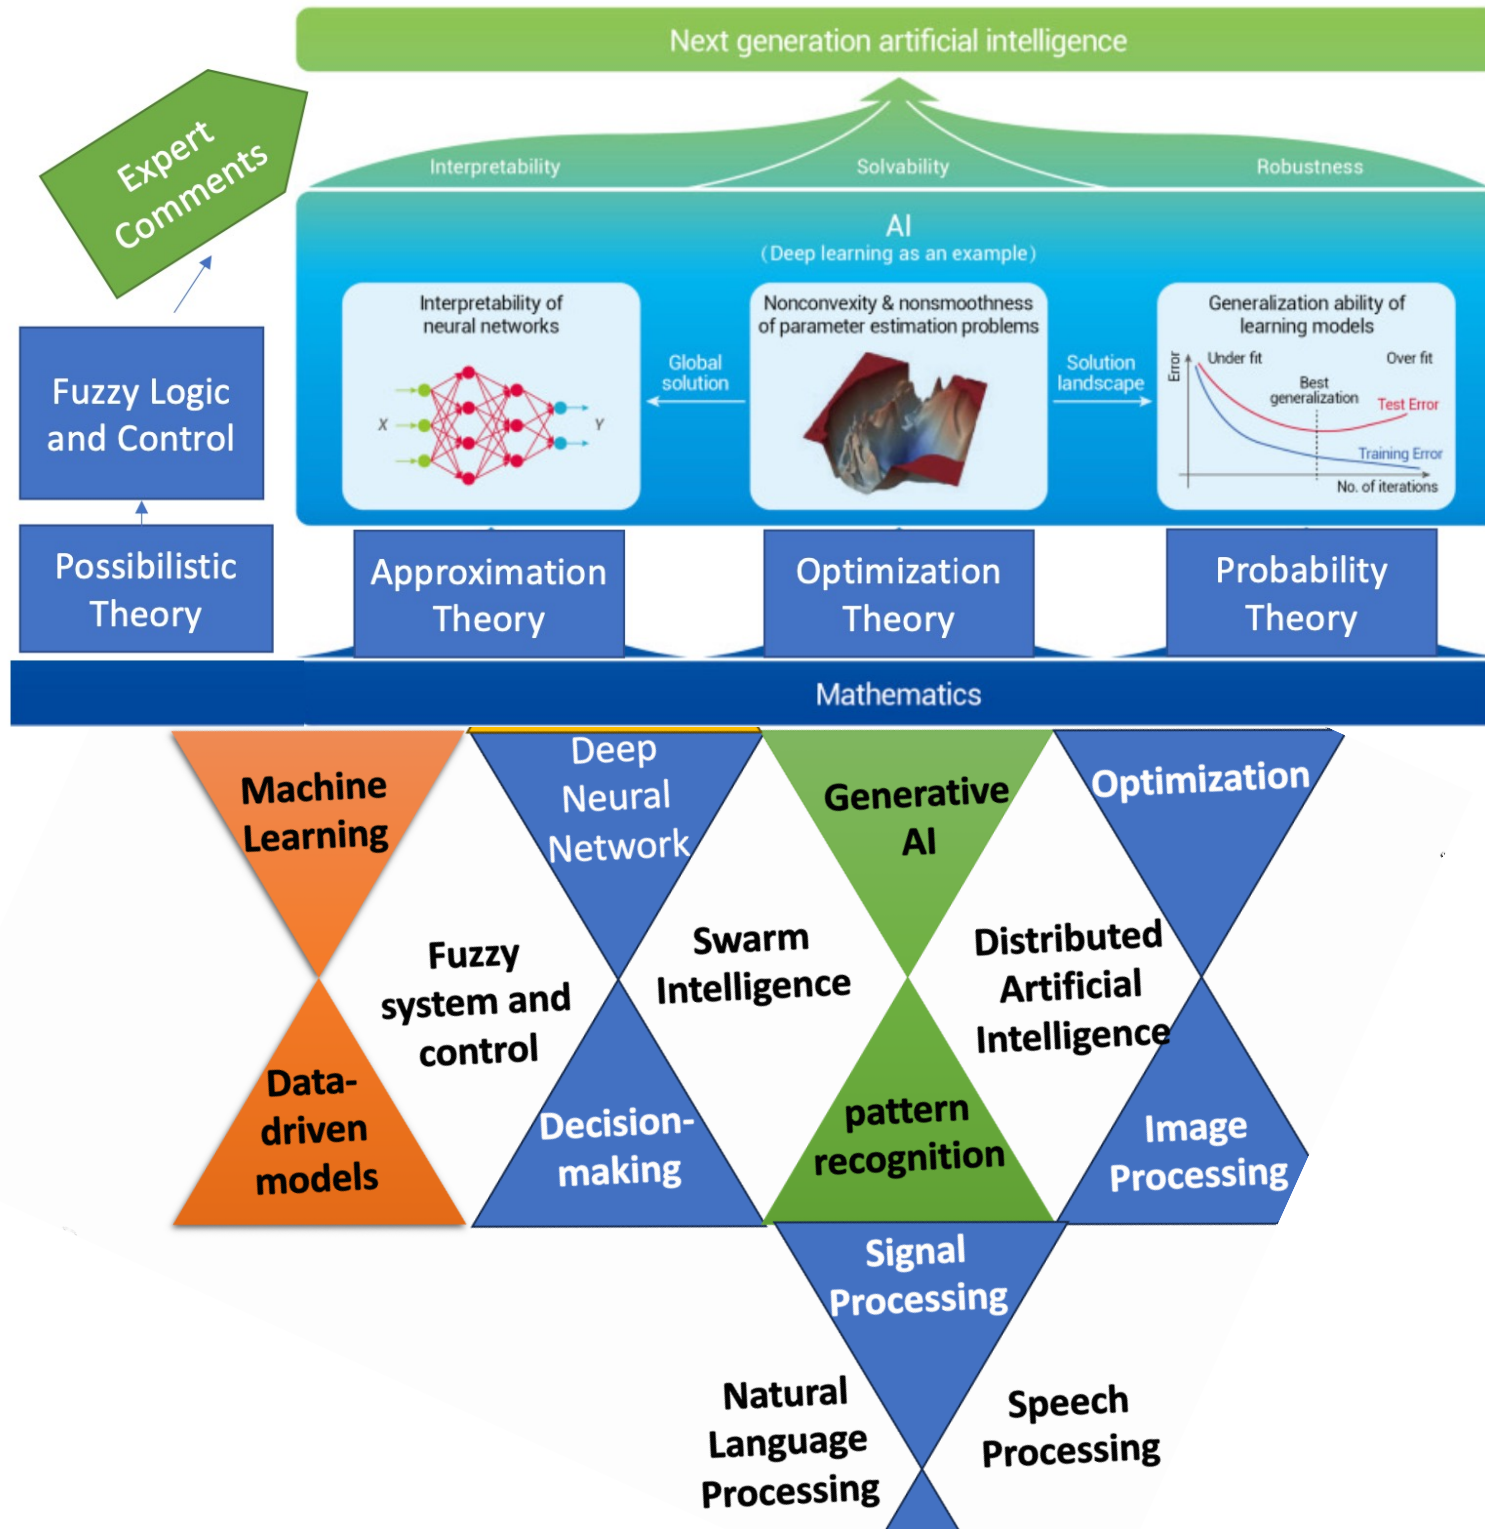 Next generation artificial intelligence
Expert
Comments
Interpretability
Solvability
Robustness
AI
(Deep learning as an example)
Interpretability of
neural networks
X
Y
Global
solution
Nonconvexity & nonsmoothness
of parameter estimation problems
Solution
landscape
Generalization ability of
learning models
Error
Under fit
Over fit
Best
generalization
Test Error
Training Error
No. of iterations
Fuzzy Logic
and Control
Possibilistic
Theory
Approximation
Theory
Optimization
Theory
Probability
Theory
Mathematics
Machine
Learning
Deep
Neural
Network
Generative
AI
Optimization
Fuzzy
system and
control
Swarm
Intelligence
Distributed
Artificial
Intelligence
Data-
driven
models
Decision-
making
pattern
recognition
Image
Processing
Signal
Processing
Natural
Language
Processing
Speech
Processing